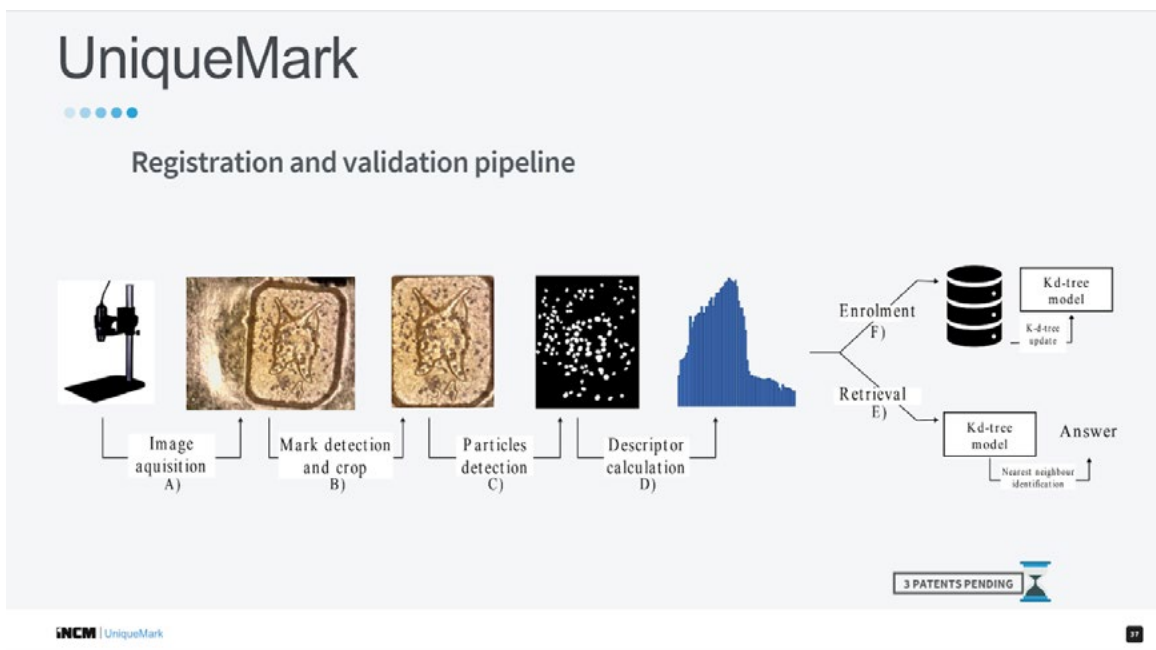 UniqueMark
Registration and validation pipeline
Image
aquisition
A)
Mark detection
and crop
B)
Particles
detection
C)
Descriptor
calculation
D)
Enrolment
F)
Kd-tree
model
K-d-tree
update
Retrieval
E)
Kd-tree
model
Answer
Nearest neighbour
identification
3 PATENTS PENDING
INCM | UniqueMark
37